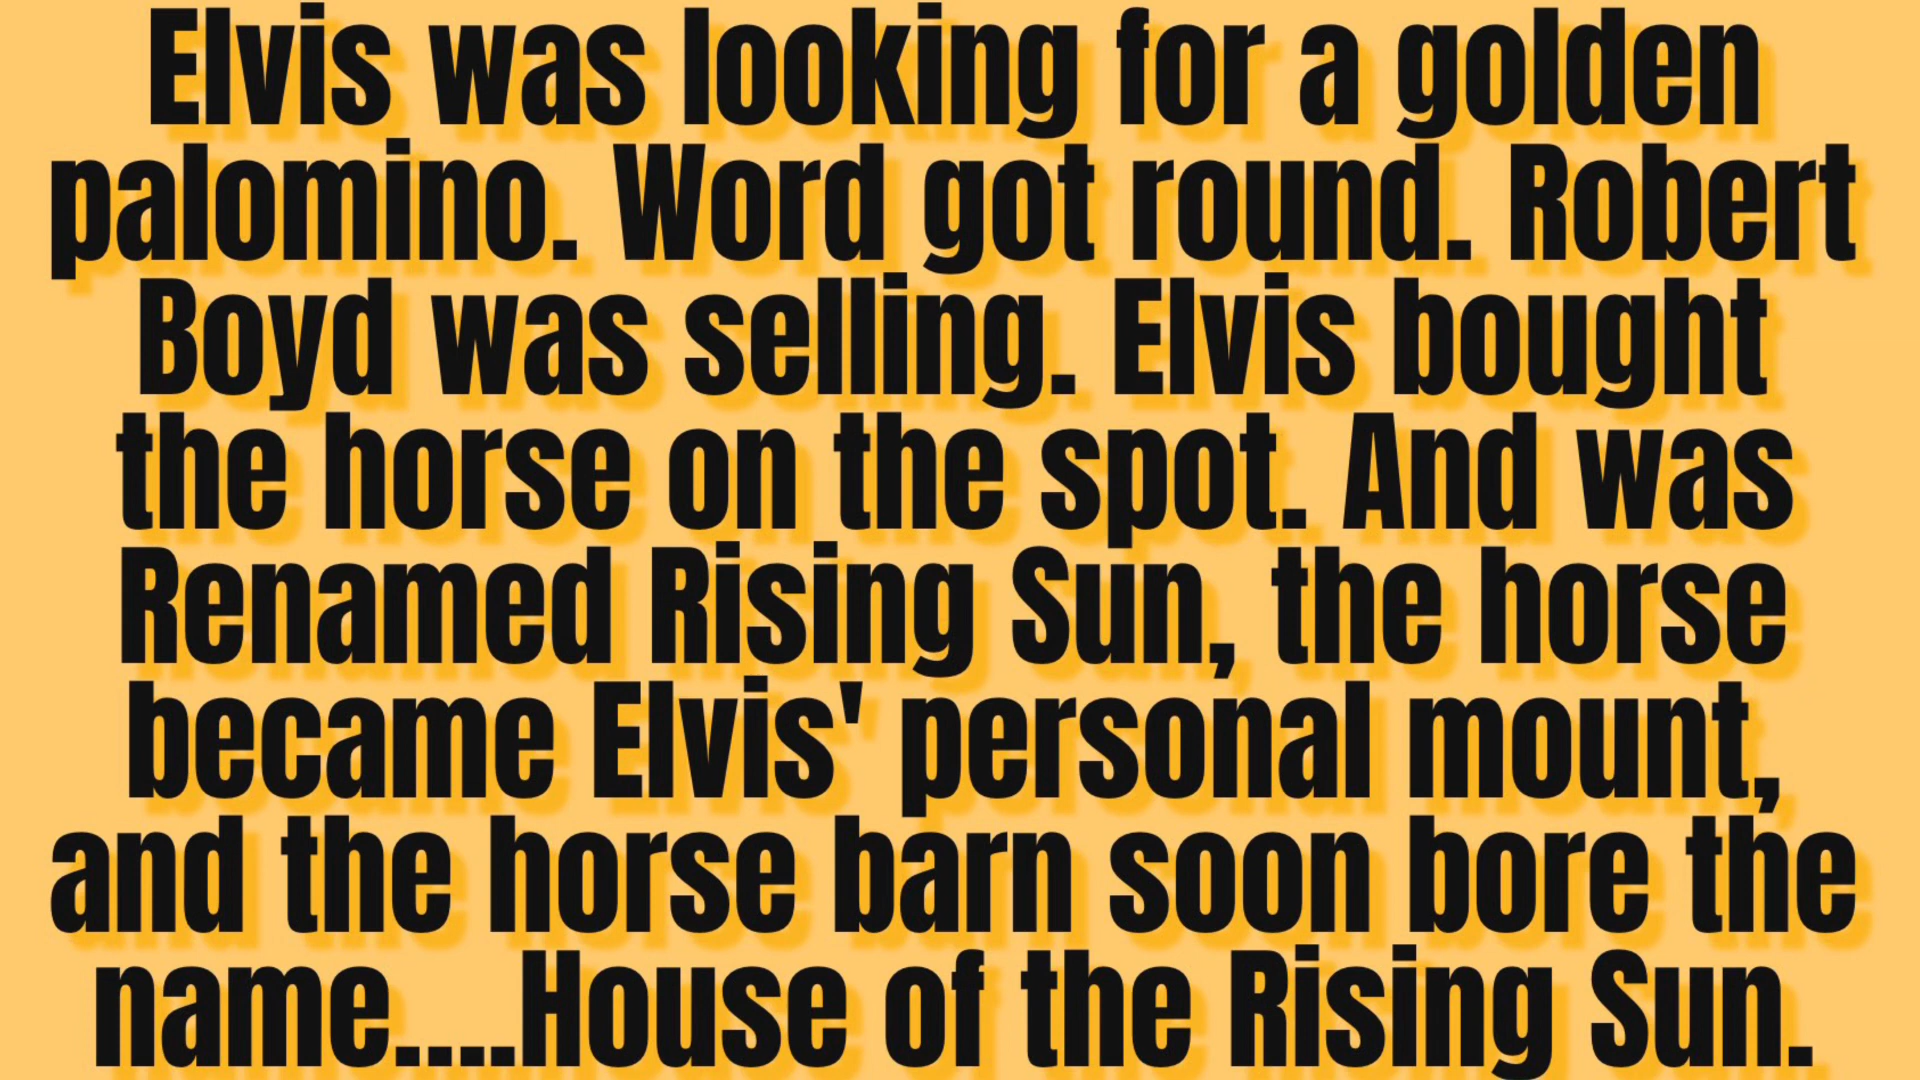 Elvis was looking for a golden
palomino. Word got round. Robert
Boyd was selling. Elvis bought
the horse on the spot. And was
Renamed Rising Sun, the horse
became Elvis' personal mount,
and the horse barn soon bore the
name....House of the Rising Sun.